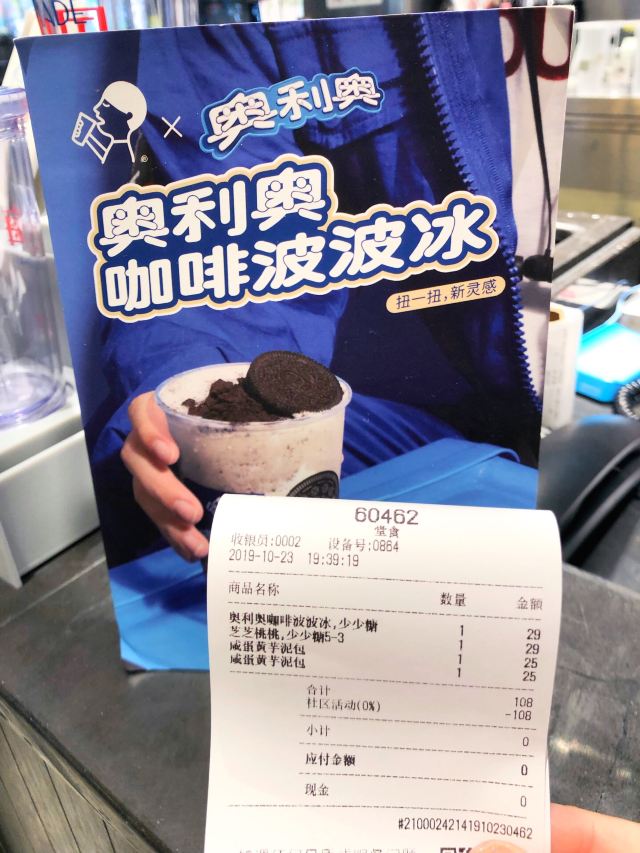 奥利奥
奥利奥
咖啡波波冰
扭一扭,新灵感
60462
堂食
收银员:0002 设备号:0864
2019-10-23 19:39:19
商品名称 数量 金额
奥利奥咖啡波波冰,少少糖 1 29
芝芝桃桃,少少糖5-3 1 29
咸蛋黄芋泥包 1 25
咸蛋黄芋泥包 1 25
合计 108
社区活动(0%) -108
小计 0
应付金额 0
现金 0
#21000242141910230462